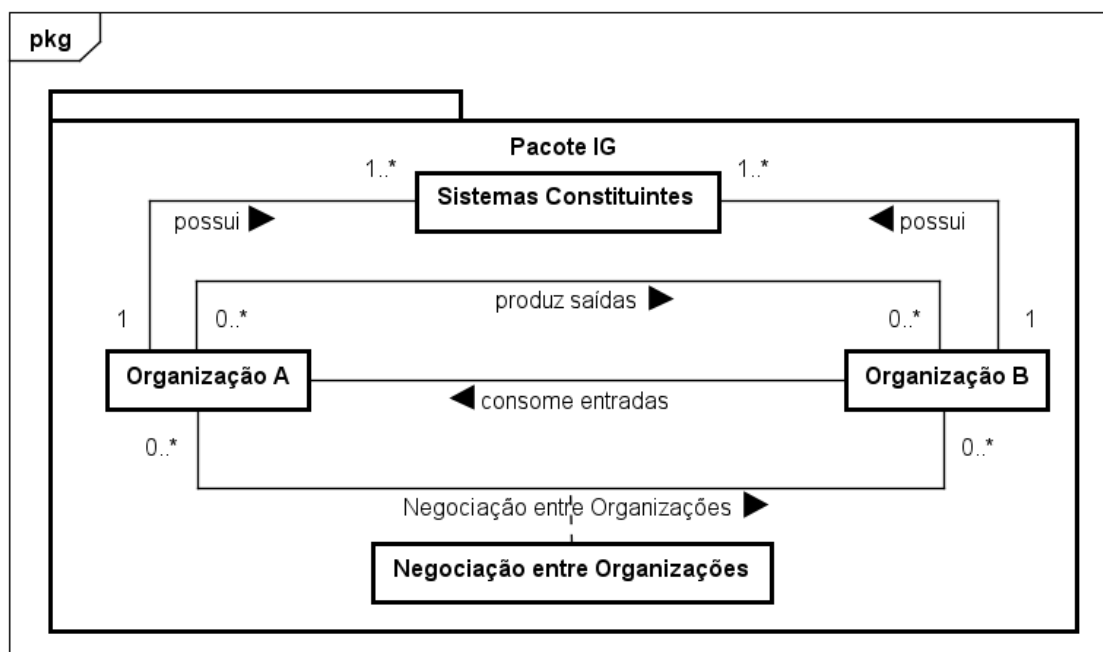 pkg
Pacote IG
1..*
Sistemas Constituintes
1..*
possui
possui
produz saídas
1
0..*
0..*
1
Organização A
Organização B
consome entradas
0..*
0..*
Negociação entre Organizações
Negociação entre Organizações